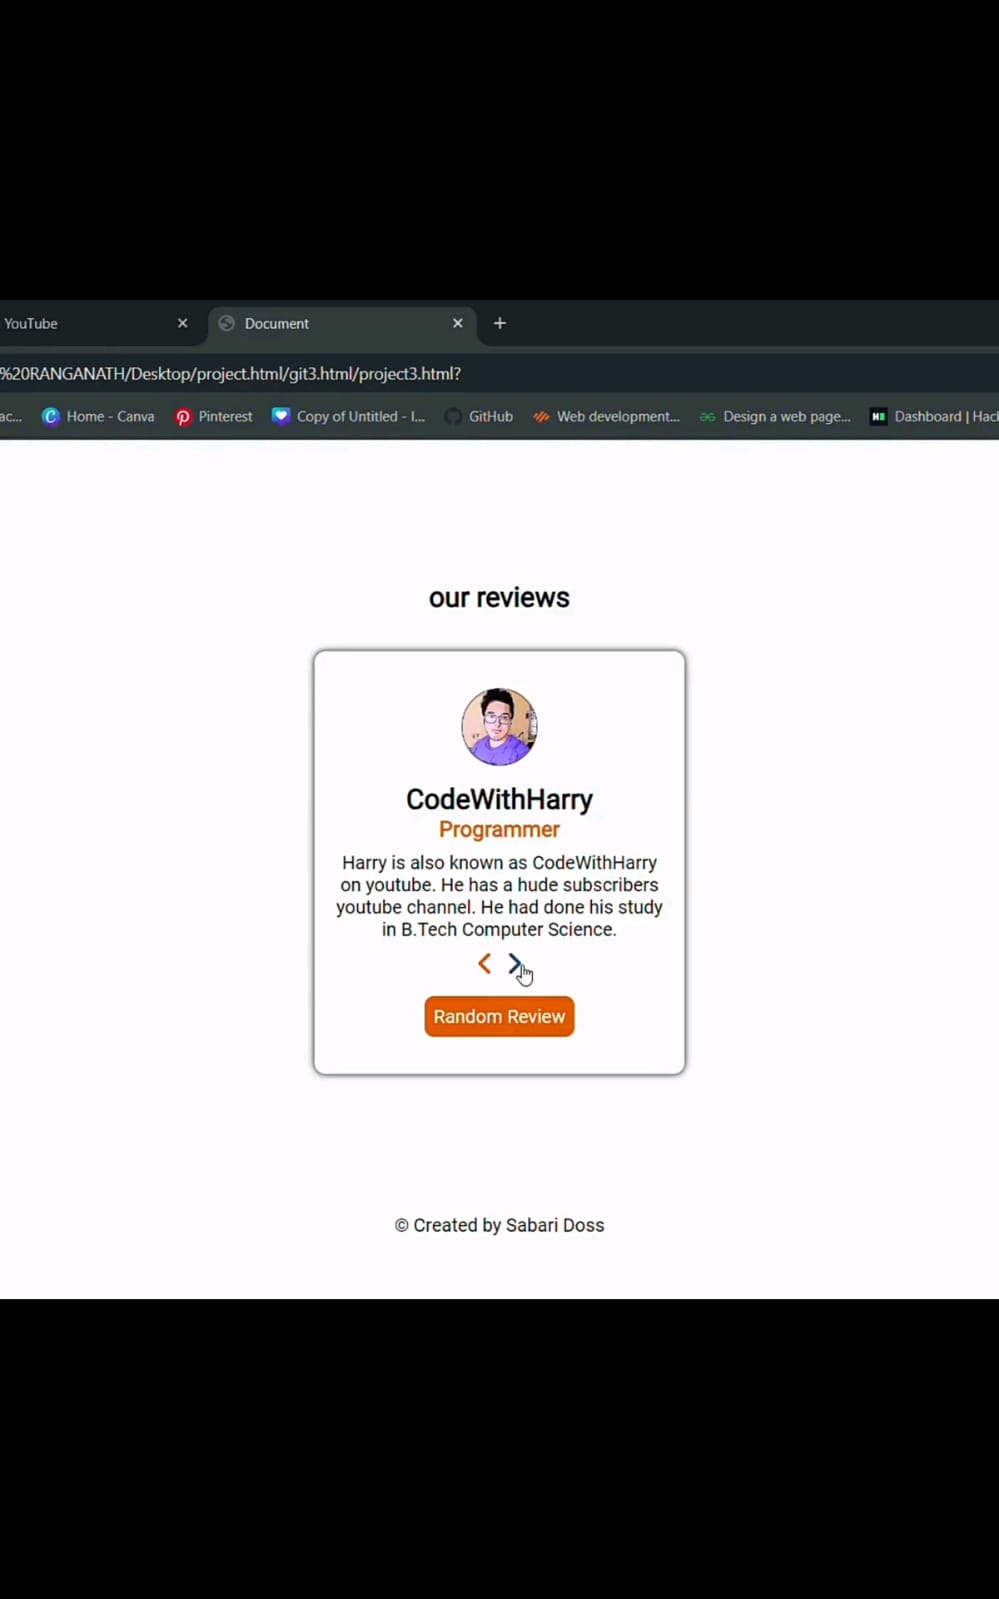 YouTube
Document
%20RANGANATH/Desktop/project.html/git3.html/project3.html?
ac... Home - Canva Pinterest Copy of Untitled - I... GitHub Web development... Design a web page... Dashboard | Hac
our reviews
CodeWithHarry
Programmer
Harry is also known as CodeWithHarry
on youtube. He has a hude subscribers
youtube channel. He had done his study
in B.Tech Computer Science.
Random Review
© Created by Sabari Doss